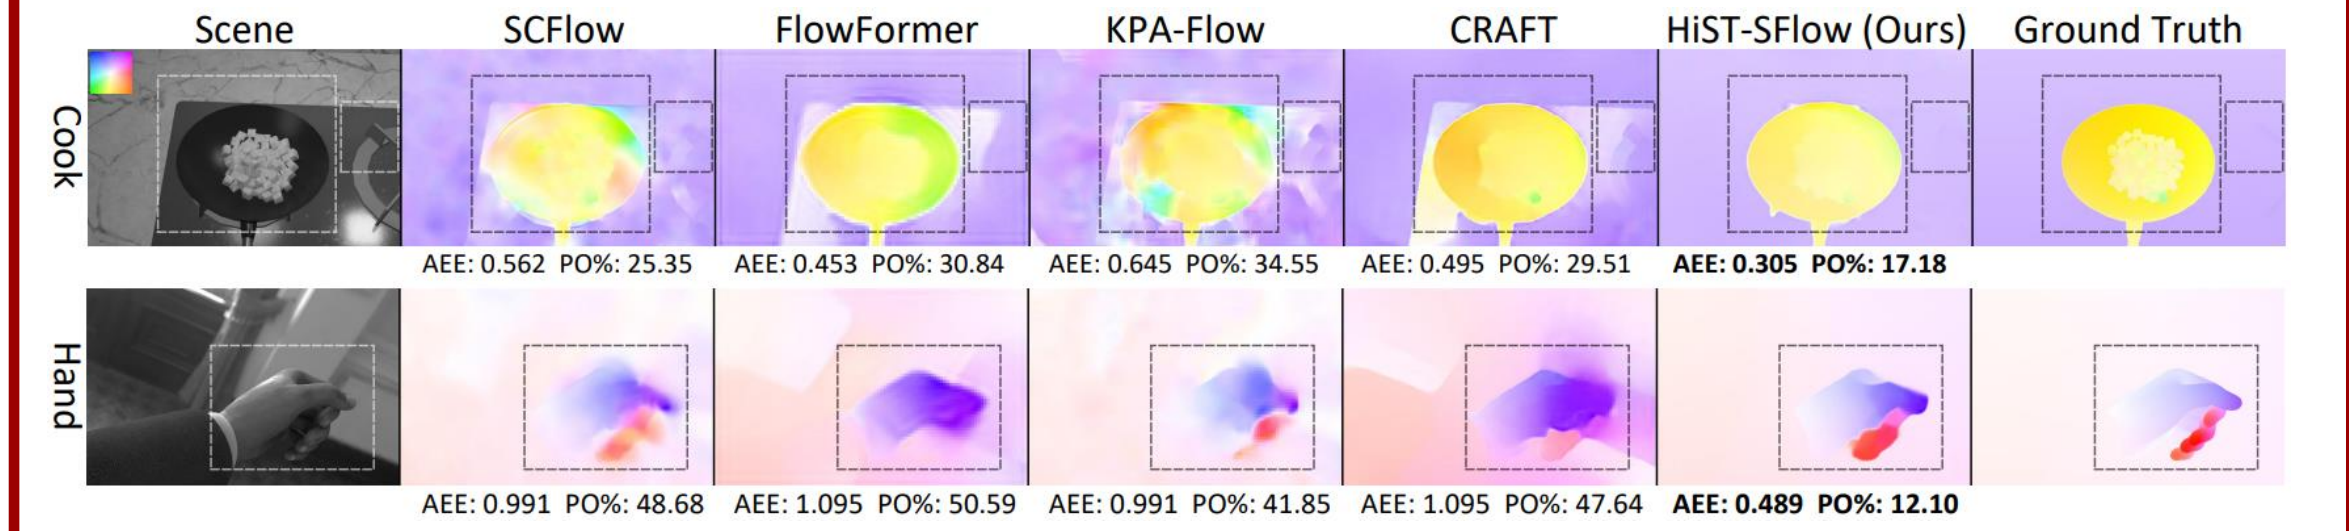 Scene SCFlow FlowFormer KPA-Flow CRAFT HiST-SFlow (Ours) Ground Truth
Cook
AEE: 0.562 PO%: 25.35 AEE: 0.453 PO%: 30.84 AEE: 0.645 PO%: 34.55 AEE: 0.495 PO%: 29.51 AEE: 0.305 PO%: 17.18
Hand
AEE: 0.991 PO%: 48.68 AEE: 1.095 PO%: 50.59 AEE: 0.991 PO%: 41.85 AEE: 1.095 PO%: 47.64 AEE: 0.489 PO%: 12.10